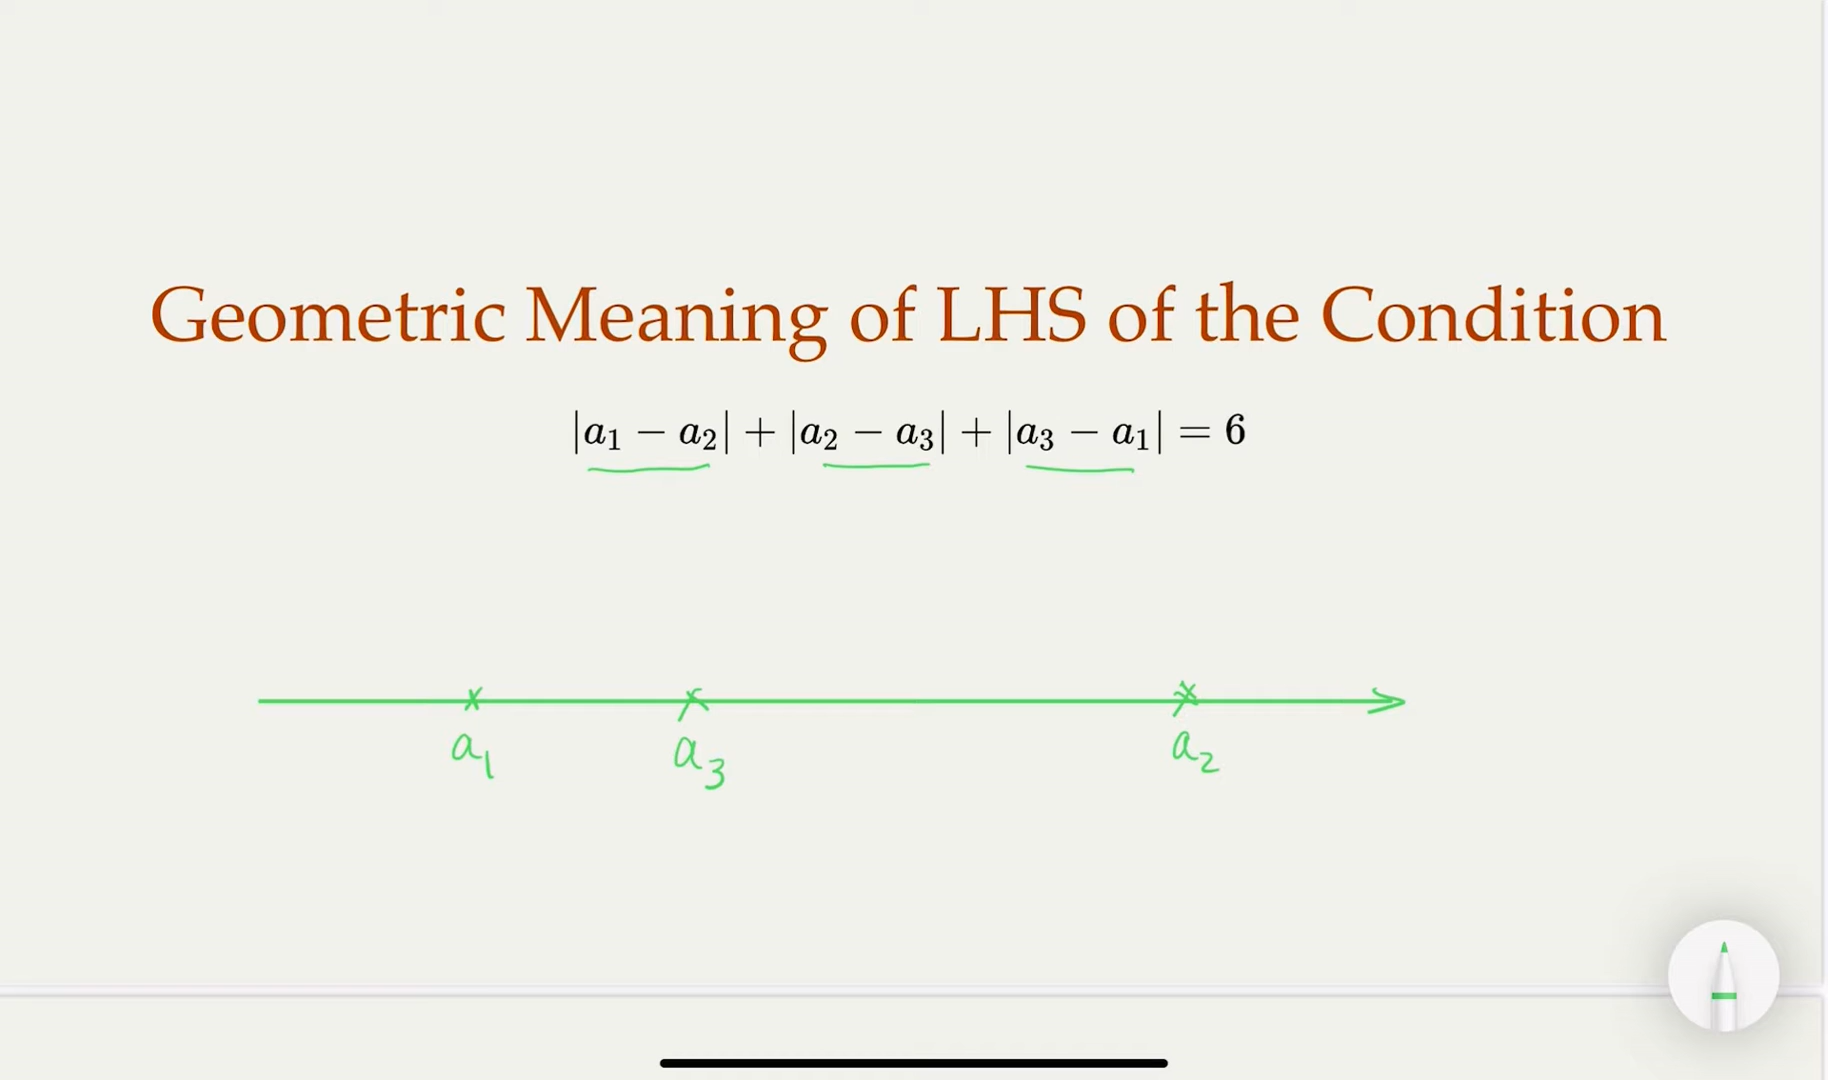 Geometric Meaning of LHS of the Condition
|a₁ − a₂| + |a₂ − a₃| + |a₃ − a₁| = 6
a₁ a₃ a₂